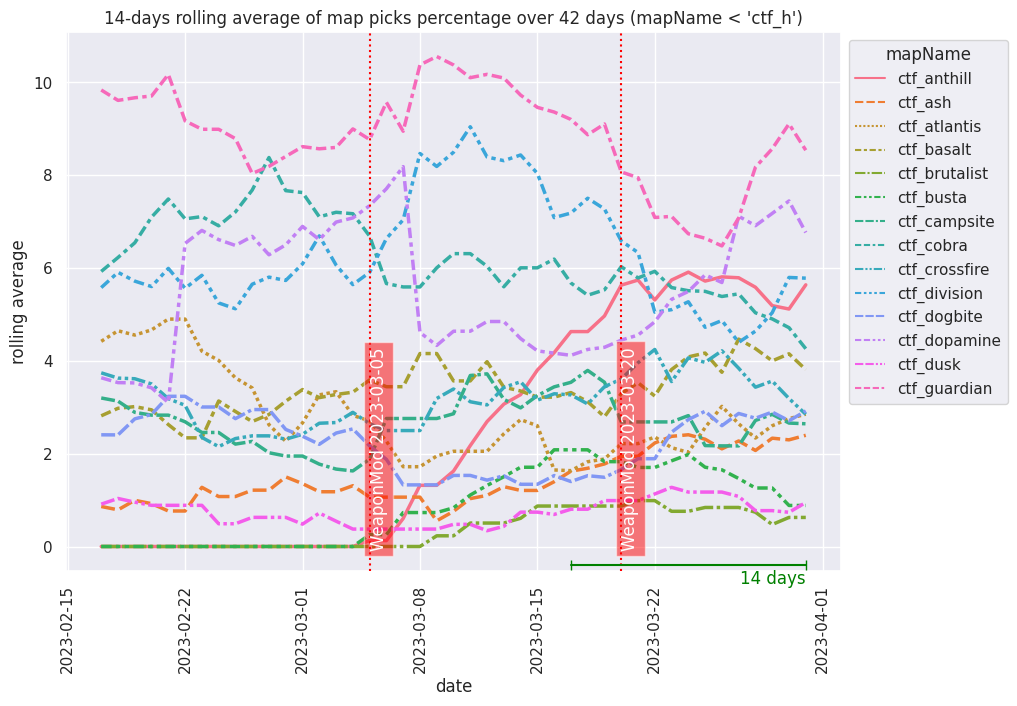 14-days rolling average of map picks percentage over 42 days (mapName < 'ctf_h')
rolling average
10
8
6
4
2
0
WeaponMod 2023-03-05
WeaponMod 2023-03-20
14 days
2023-02-15
2023-02-22
2023-03-01
2023-03-08
2023-03-15
2023-03-22
2023-04-01
date
mapName
ctf_anthill
ctf_ash
ctf_atlantis
ctf_basalt
ctf_brutalist
ctf_busta
ctf_campsite
ctf_cobra
ctf_crossfire
ctf_division
ctf_dogbite
ctf_dopamine
ctf_dusk
ctf_guardian